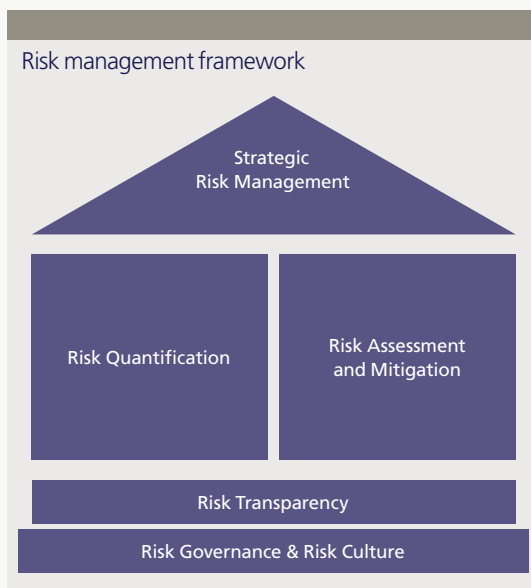 Risk management framework
Strategic
Risk Management
Risk Quantification
Risk Assessment
and Mitigation
Risk Transparency
Risk Governance & Risk Culture